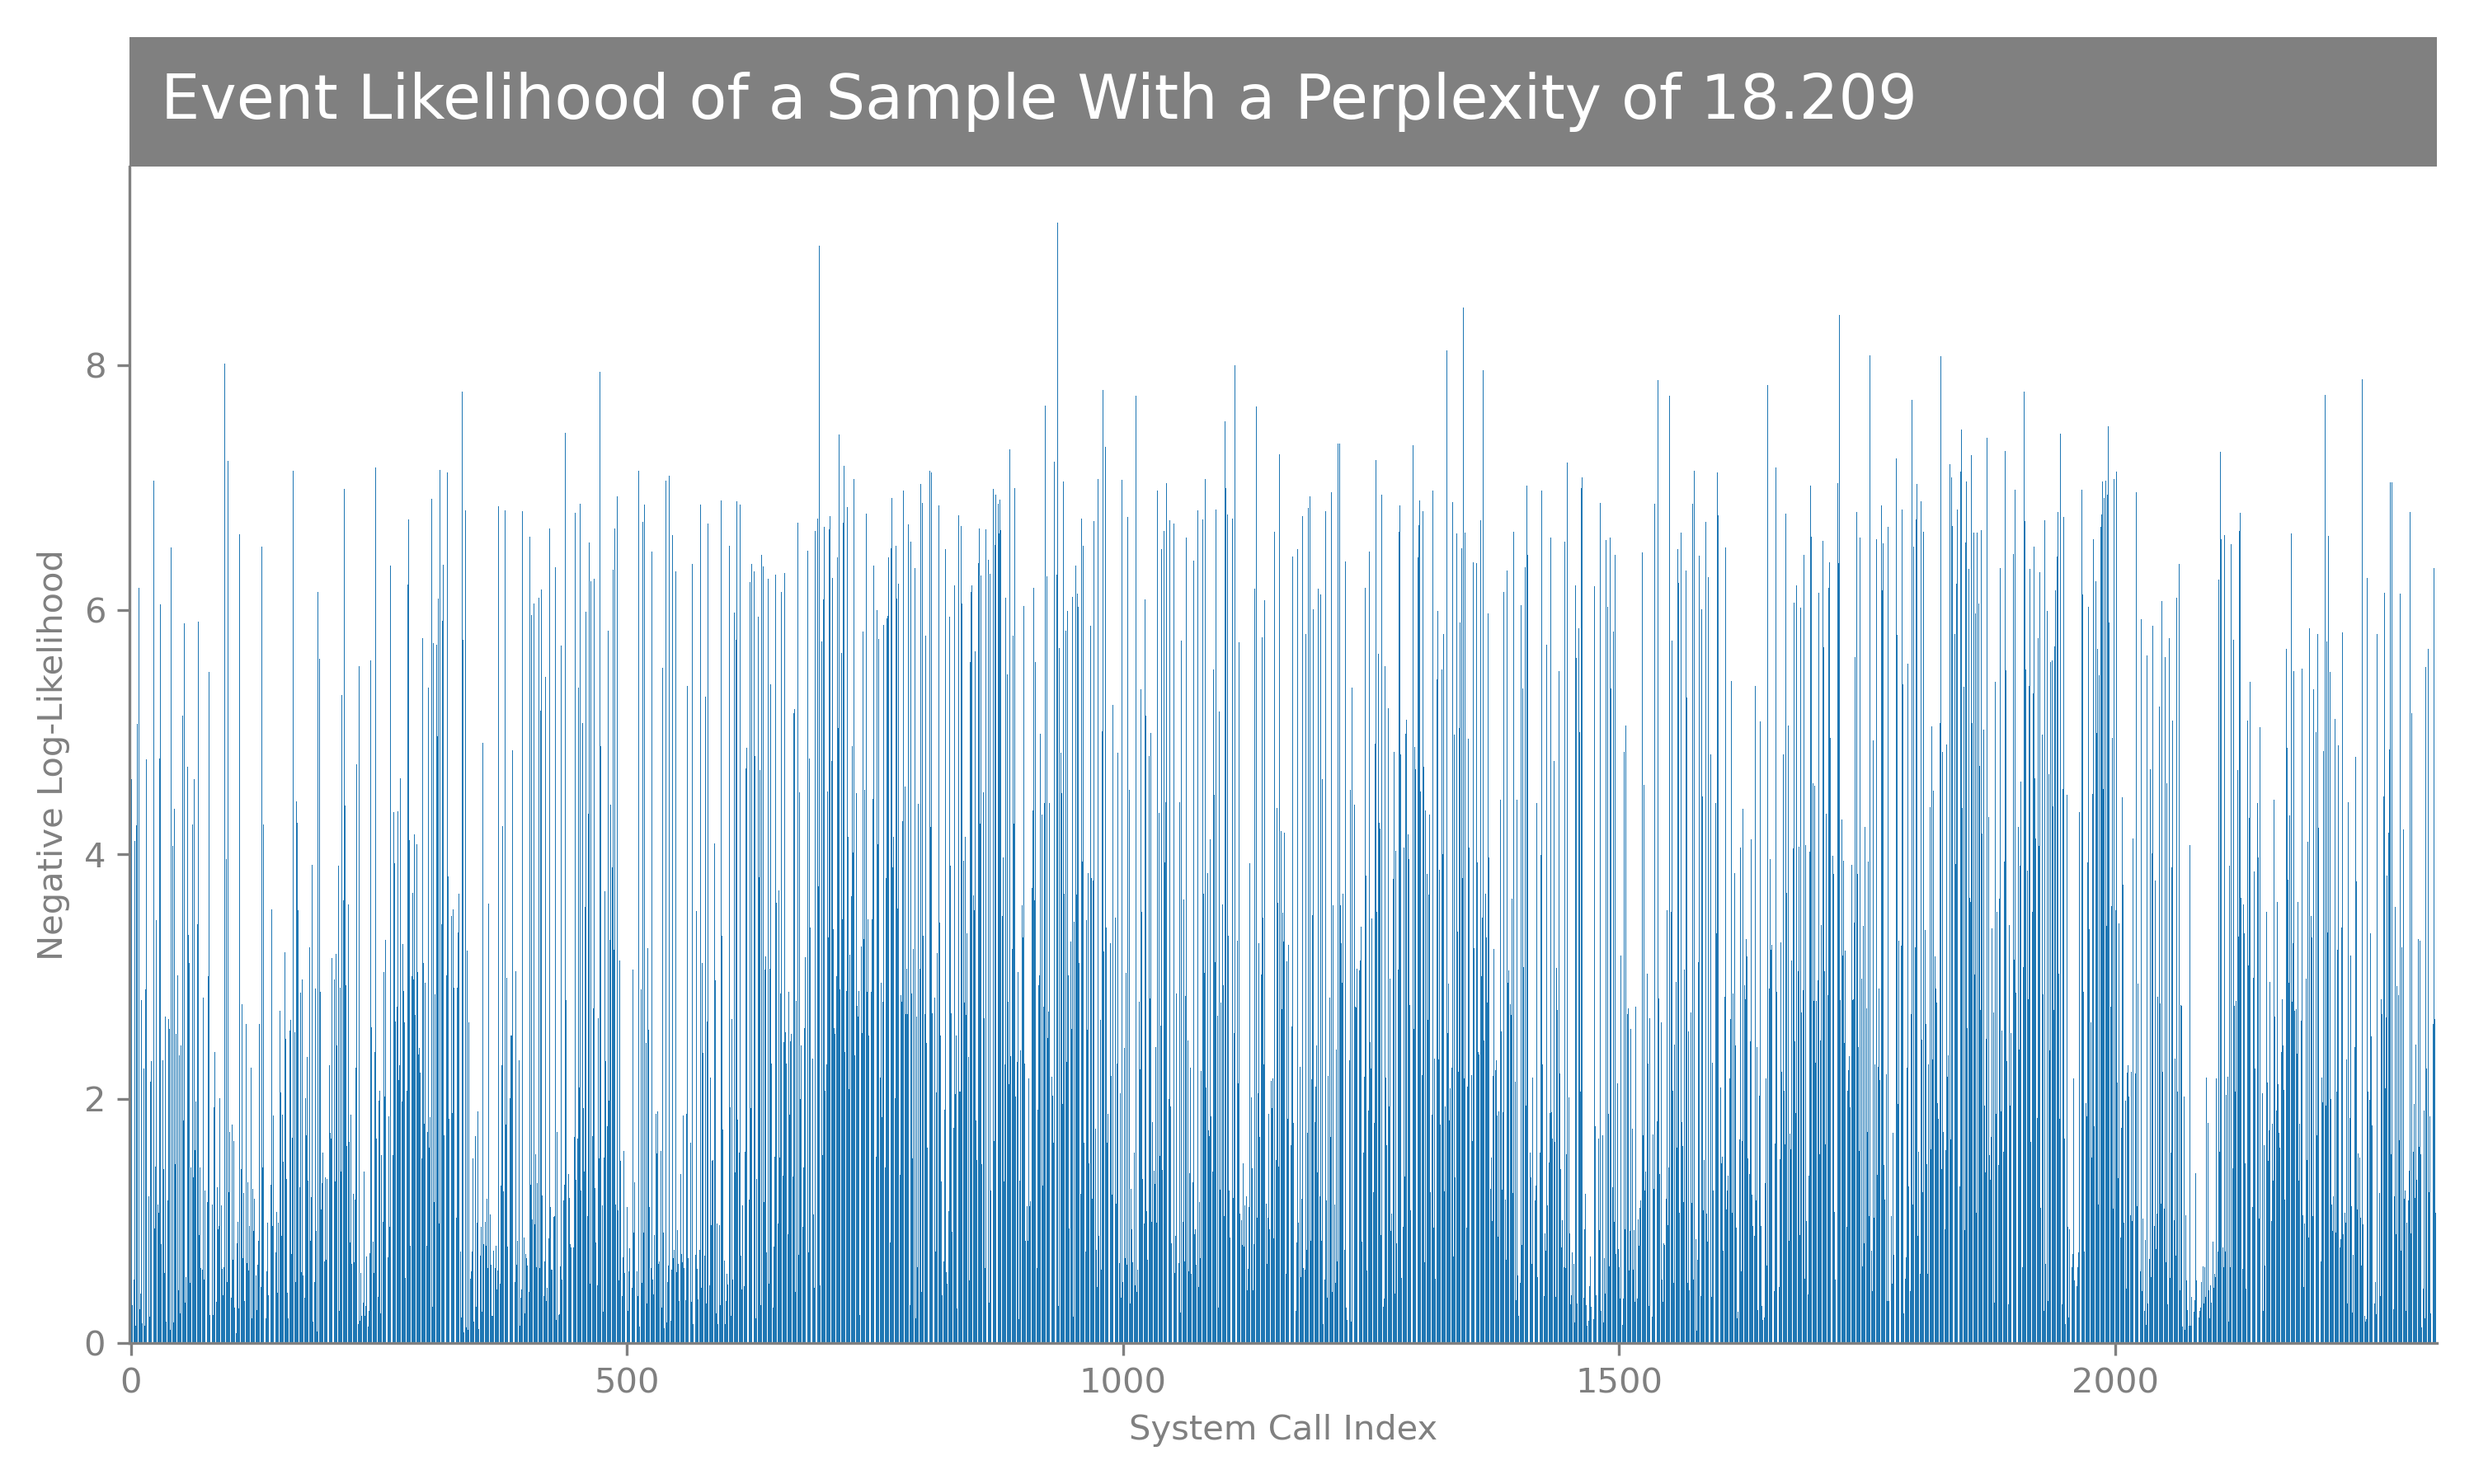 Event Likelihood of a Sample With a Perplexity of 18.209
Negative Log-Likelihood
8
6
4
2
0
0 500 1000 1500 2000
System Call Index